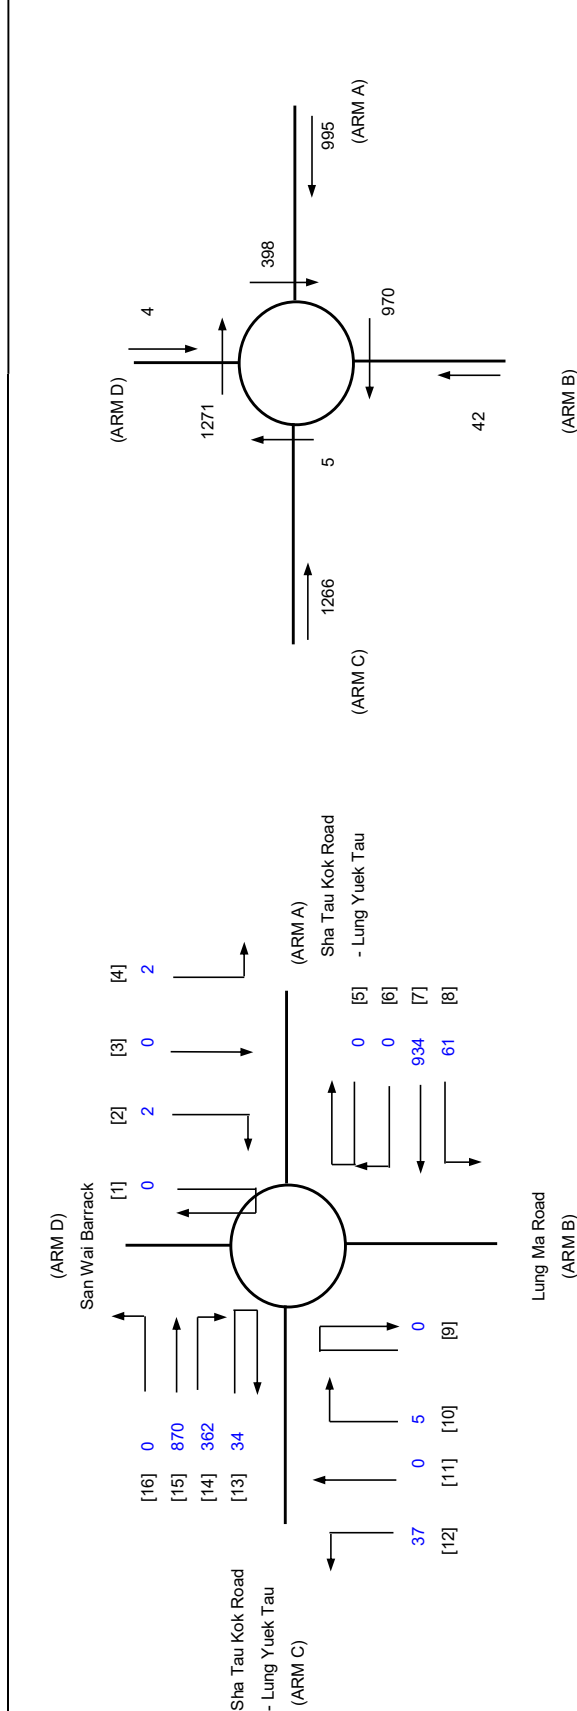 (ARM D)
San Wai Barrack
[1] [2] [3] [4]
0 2 0 2
[16] 0
[15] 870
[14] 362
[13] 34
Sha Tau Kok Road
- Lung Yuek Tau
(ARM C)
(ARM A)
Sha Tau Kok Road
- Lung Yuek Tau
0 [5]
0 [6]
934 [7]
61 [8]
37 0 5 0
[12] [11] [10] [9]
Lung Ma Road
(ARM B)
(ARM D)
4
1271
398
995
(ARM A)
1266
(ARM C)
5
970
42
(ARM B)